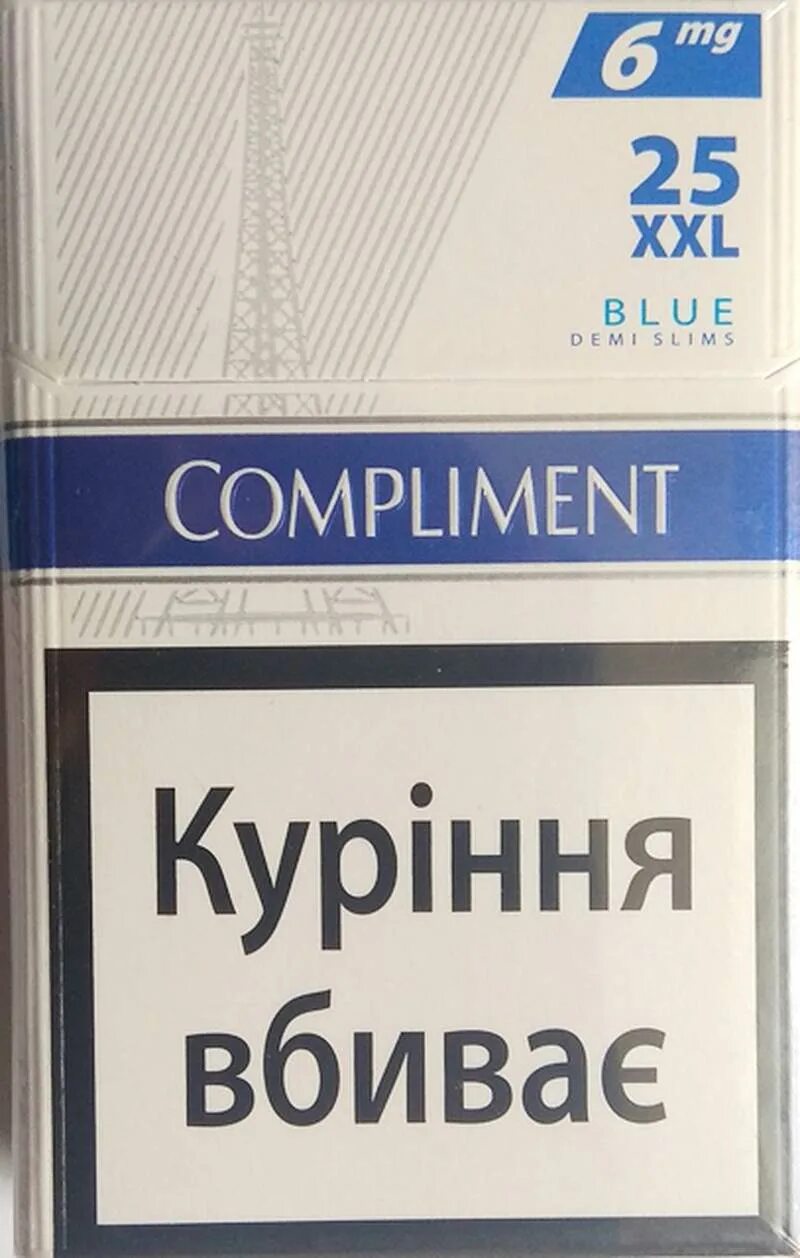 6 mg
25
XXL
BLUE
DEMI SLIMS
COMPLIMENT
Куріння
вбиває